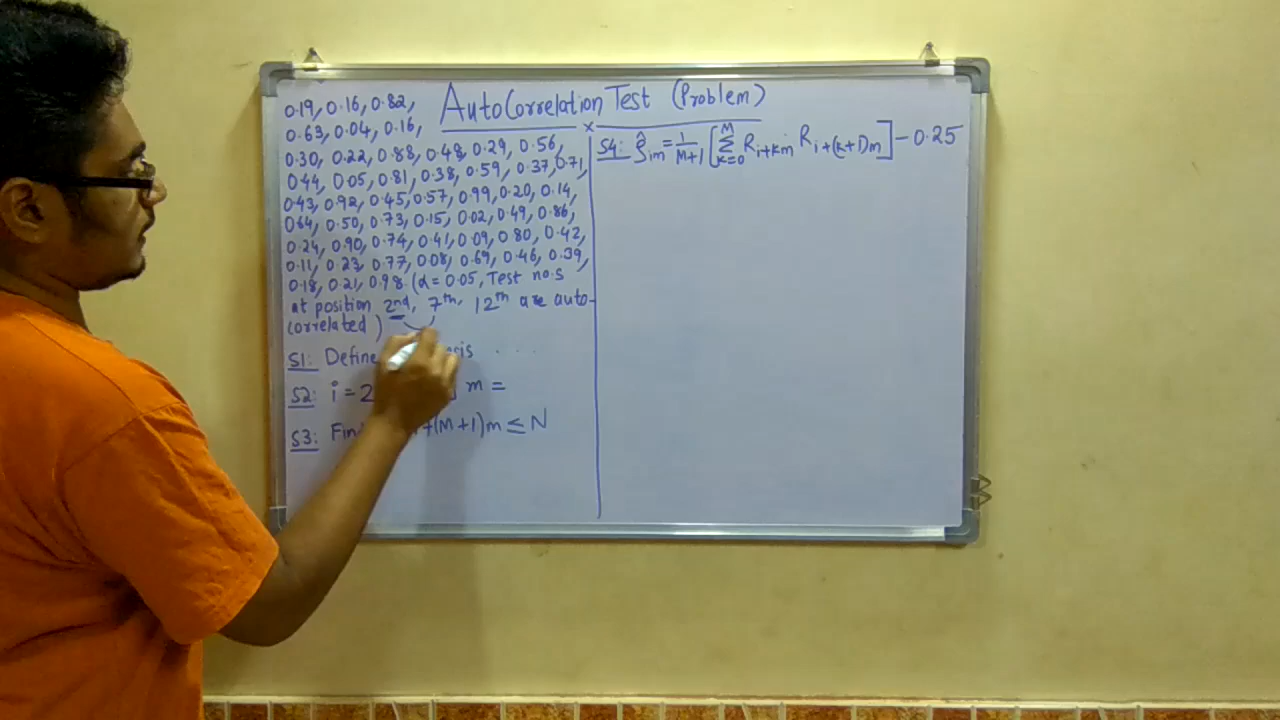 AutoCorrelation Test (Problem)
0.19, 0.16, 0.82,
0.63, 0.04, 0.16,
0.30, 0.22, 0.88, 0.48, 0.29, 0.56,
0.44, 0.05, 0.81, 0.38, 0.59, 0.37, 0.71,
0.43, 0.92, 0.45, 0.57, 0.99, 0.20, 0.14,
0.64, 0.50, 0.73, 0.15, 0.02, 0.49, 0.86,
0.24, 0.90, 0.74, 0.41, 0.09, 0.80, 0.42,
0.11, 0.23, 0.77, 0.08, 0.69, 0.46, 0.39,
0.18, 0.21, 0.98. (α = 0.05, Test no.s
at position 2nd, 7th, 12th are auto-
correlated)
S1: Define
S2: i = 2 m =
S3: Find +(M+1)m ≤ N
S4: ρ̂im = 1/M+1 [ M Σ k=0 Ri+km Ri+(k+1)m ] - 0.25